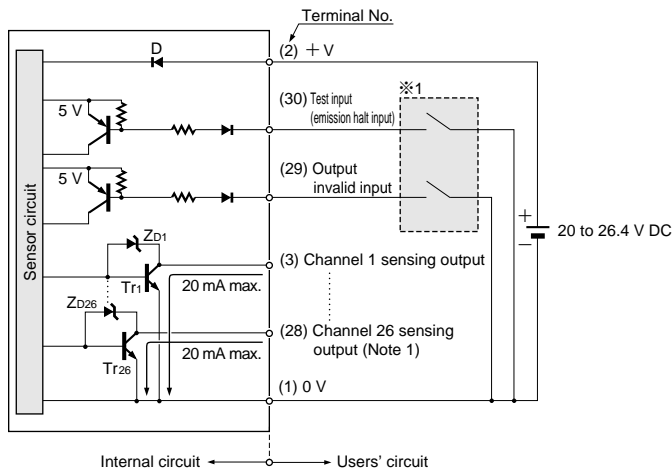 Terminal No.
D
(2) +V
※1
(30) Test input
(emission halt input)
5 V
(29) Output
invalid input
5 V
Sensor circuit
+
−
20 to 26.4 V DC
ZD1
(3) Channel 1 sensing output
Tr1
20 mA max.
ZD26
(28) Channel 26 sensing
output (Note 1)
20 mA max.
Tr26
(1) 0 V
Internal circuit
Users' circuit